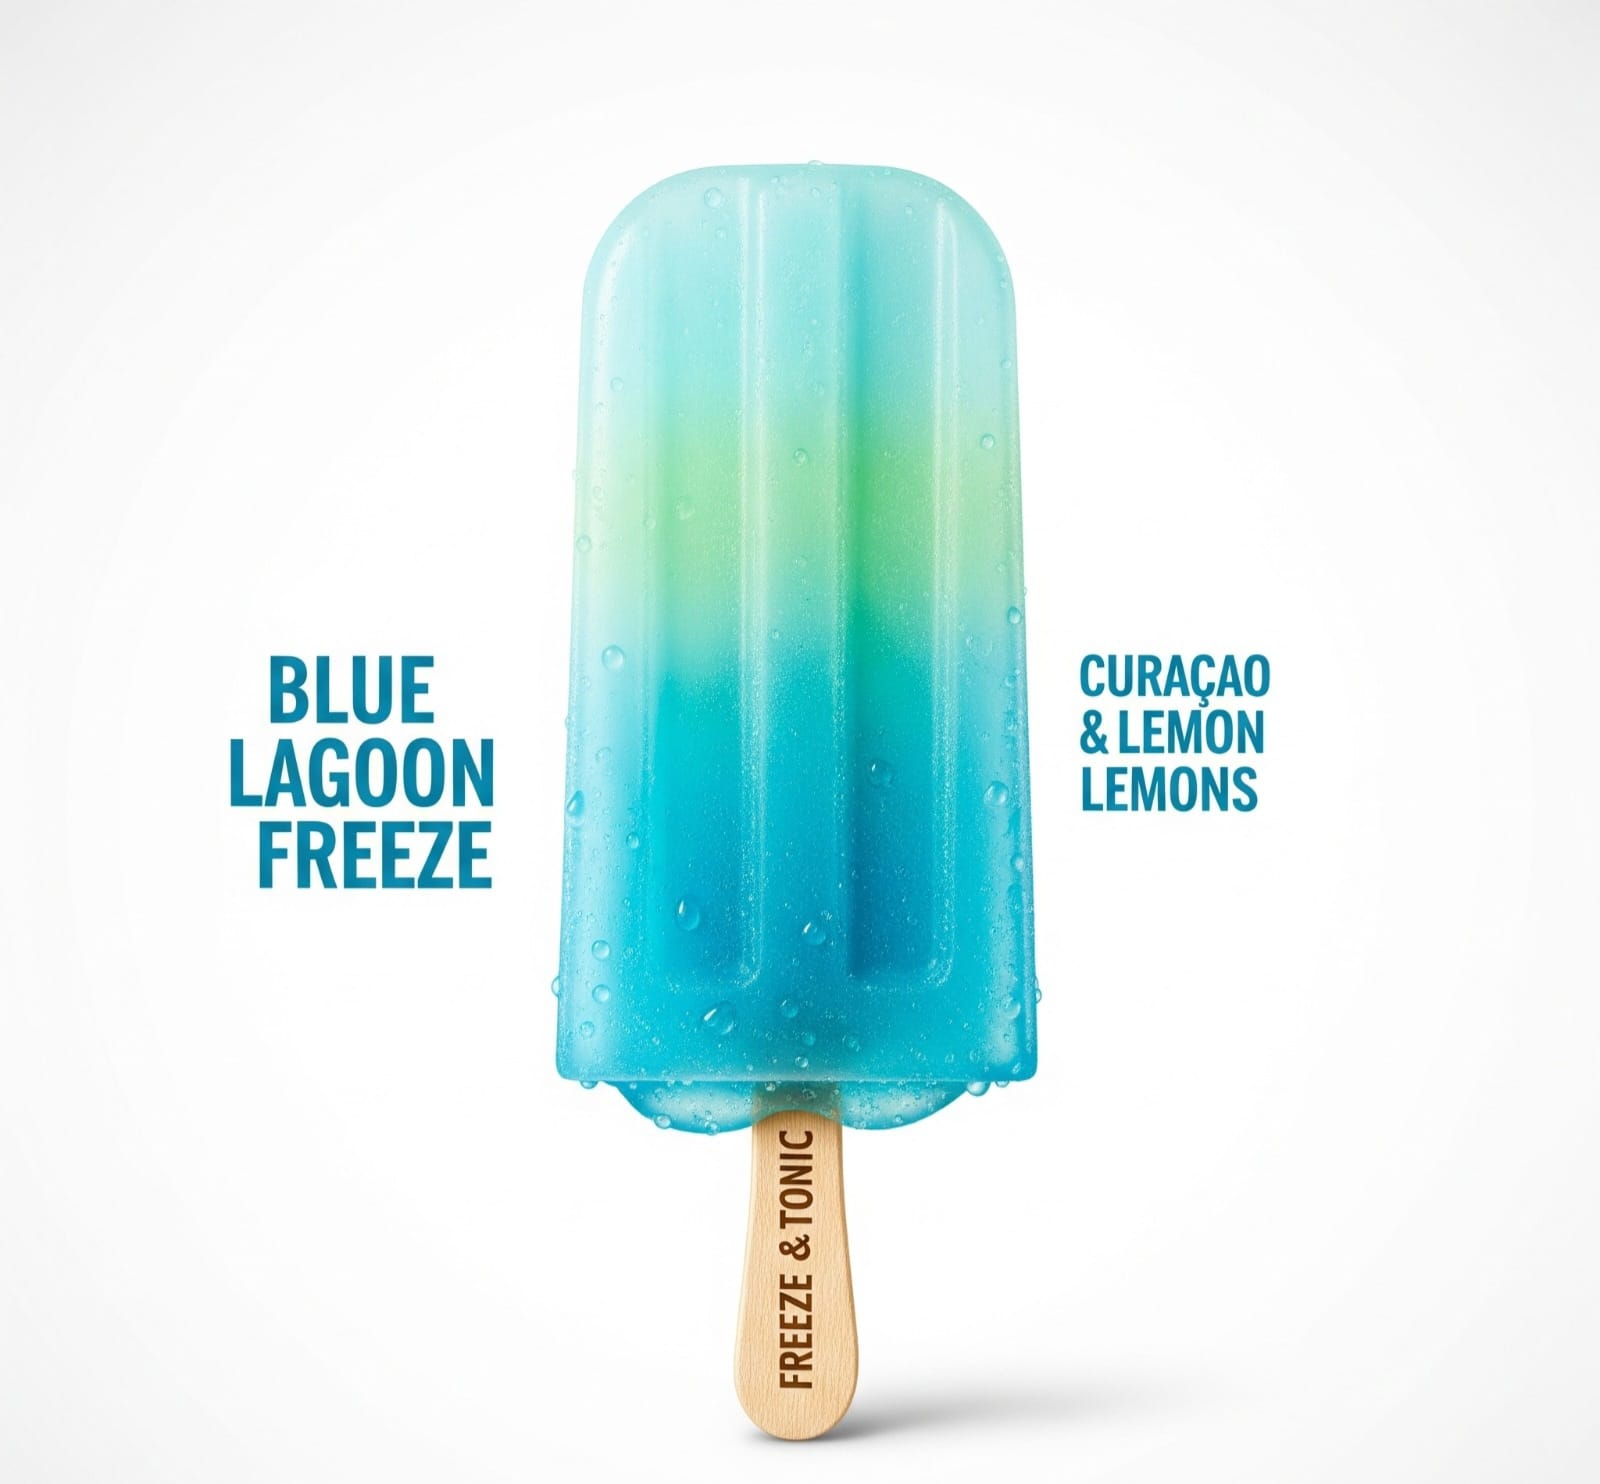 BLUE
LAGOON
FREEZE
CURAÇAO
& LEMON
LEMONS
FREEZE & TONIC